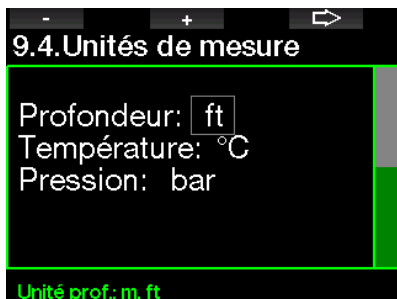 - +
9.4.Unités de mesure
Profondeur: ft
Température: °C
Pression: bar
Unité prof.: m, ft